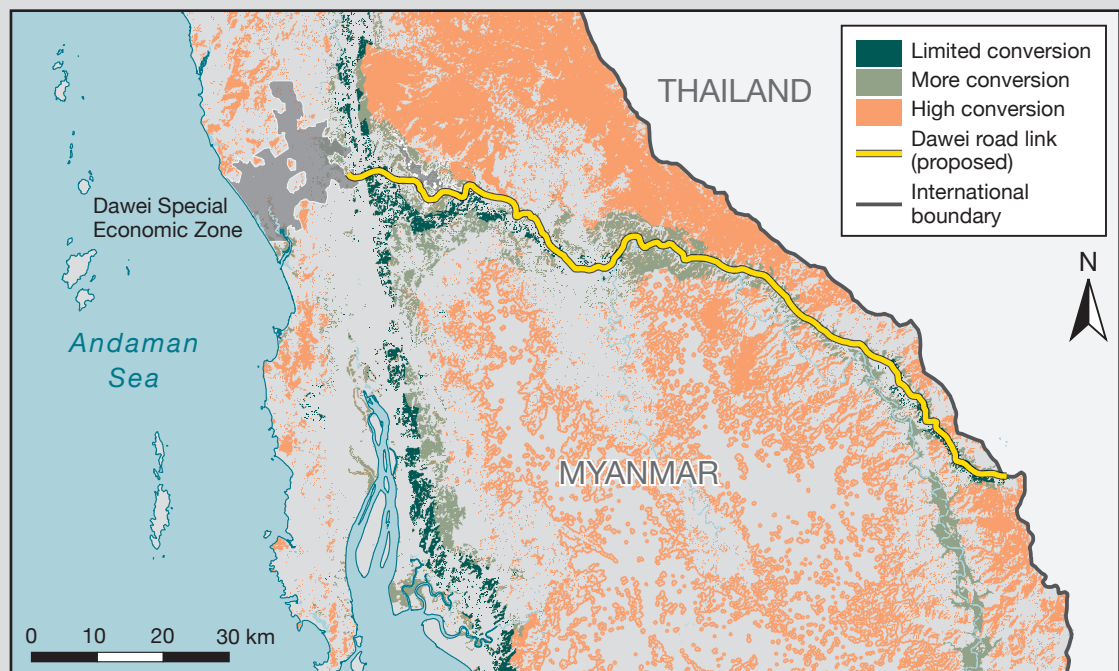 THAILAND
Limited conversion
More conversion
High conversion
Dawei road link
(proposed)
International
boundary
Dawei Special
Economic Zone
N
Andaman
Sea
MYANMAR
0 10 20 30 km